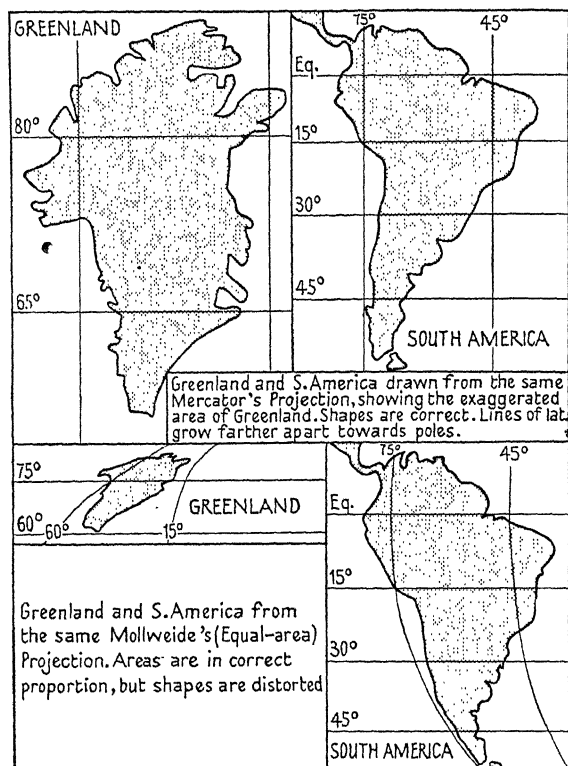 GREENLAND
80°
65°
75°
45°
Eq.
15°
30°
45°
SOUTH AMERICA
Greenland and S.America drawn from the same
Mercator's Projection, showing the exaggerated
area of Greenland. Shapes are correct. Lines of lat.
grow farther apart towards poles.
75°
60°
60°
15°
GREENLAND
Greenland and S.America from
the same Mollweide's (Equal-area)
Projection. Areas are in correct
proportion, but shapes are distorted
75°
45°
Eq.
15°
30°
45°
SOUTH AMERICA